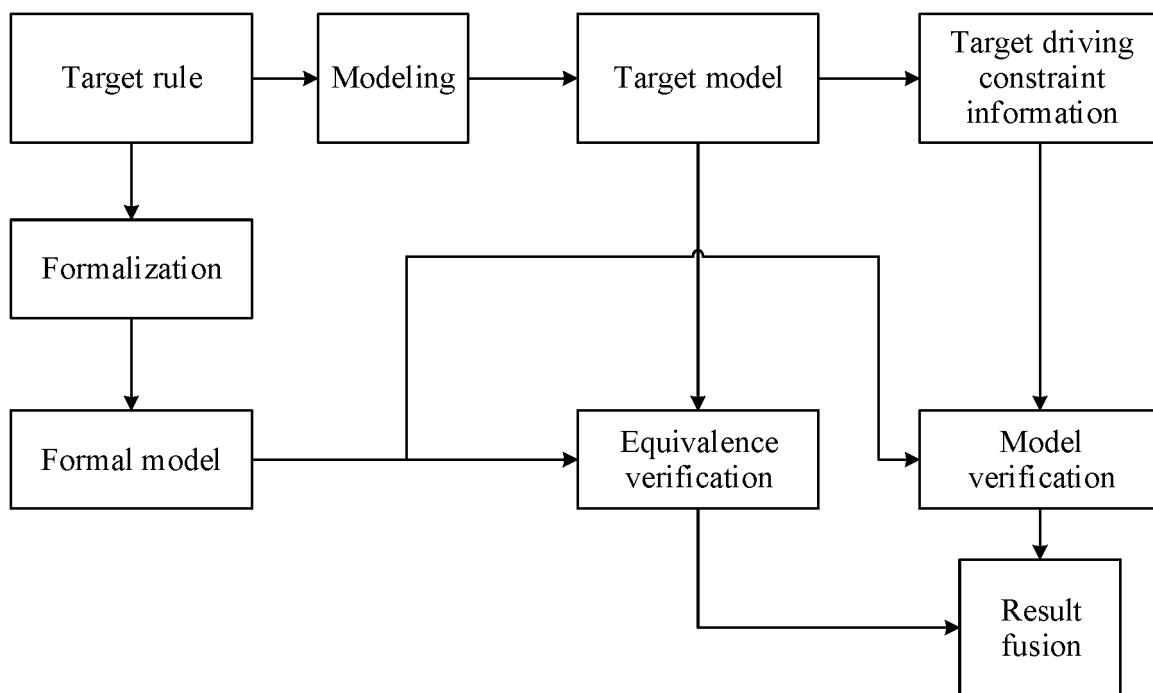 Target rule
Modeling
Target model
Target driving
constraint
information
Formalization
Formal model
Equivalence
verification
Model
verification
Result
fusion